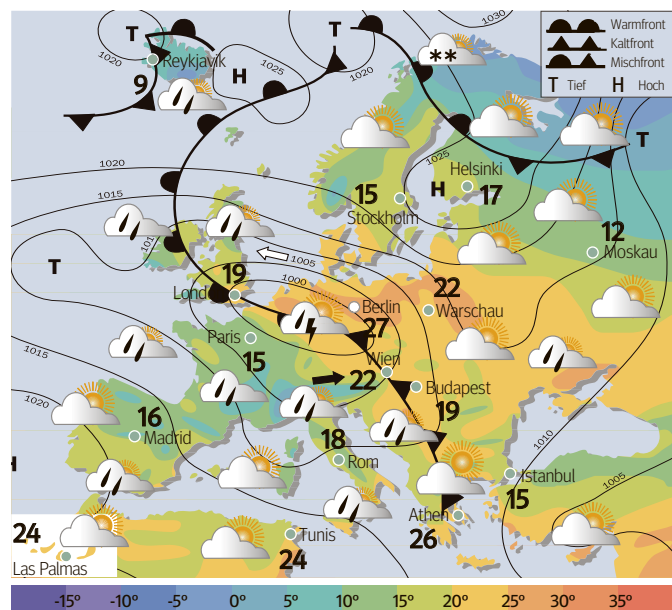 T
T
1030
Warmfront
Kaltfront
Mischfront
T Tief H Hoch
1020
Reykjavik
9
H
1025
1020
**
T
1020
1025
Helsinki
H
17
15
Stockholm
1015
12
Moskau
T
1005
19
Lond
1000
22
Berlin
Warschau
Paris
27
15
Wien
22
Budapest
19
1015
1020
16
Madrid
18
Rom
1010
Istanbul
15
1005
H
Athen
26
24
Las Palmas
Tunis
24
-15° -10° -5° 0° 5° 10° 15° 20° 25° 30° 35°